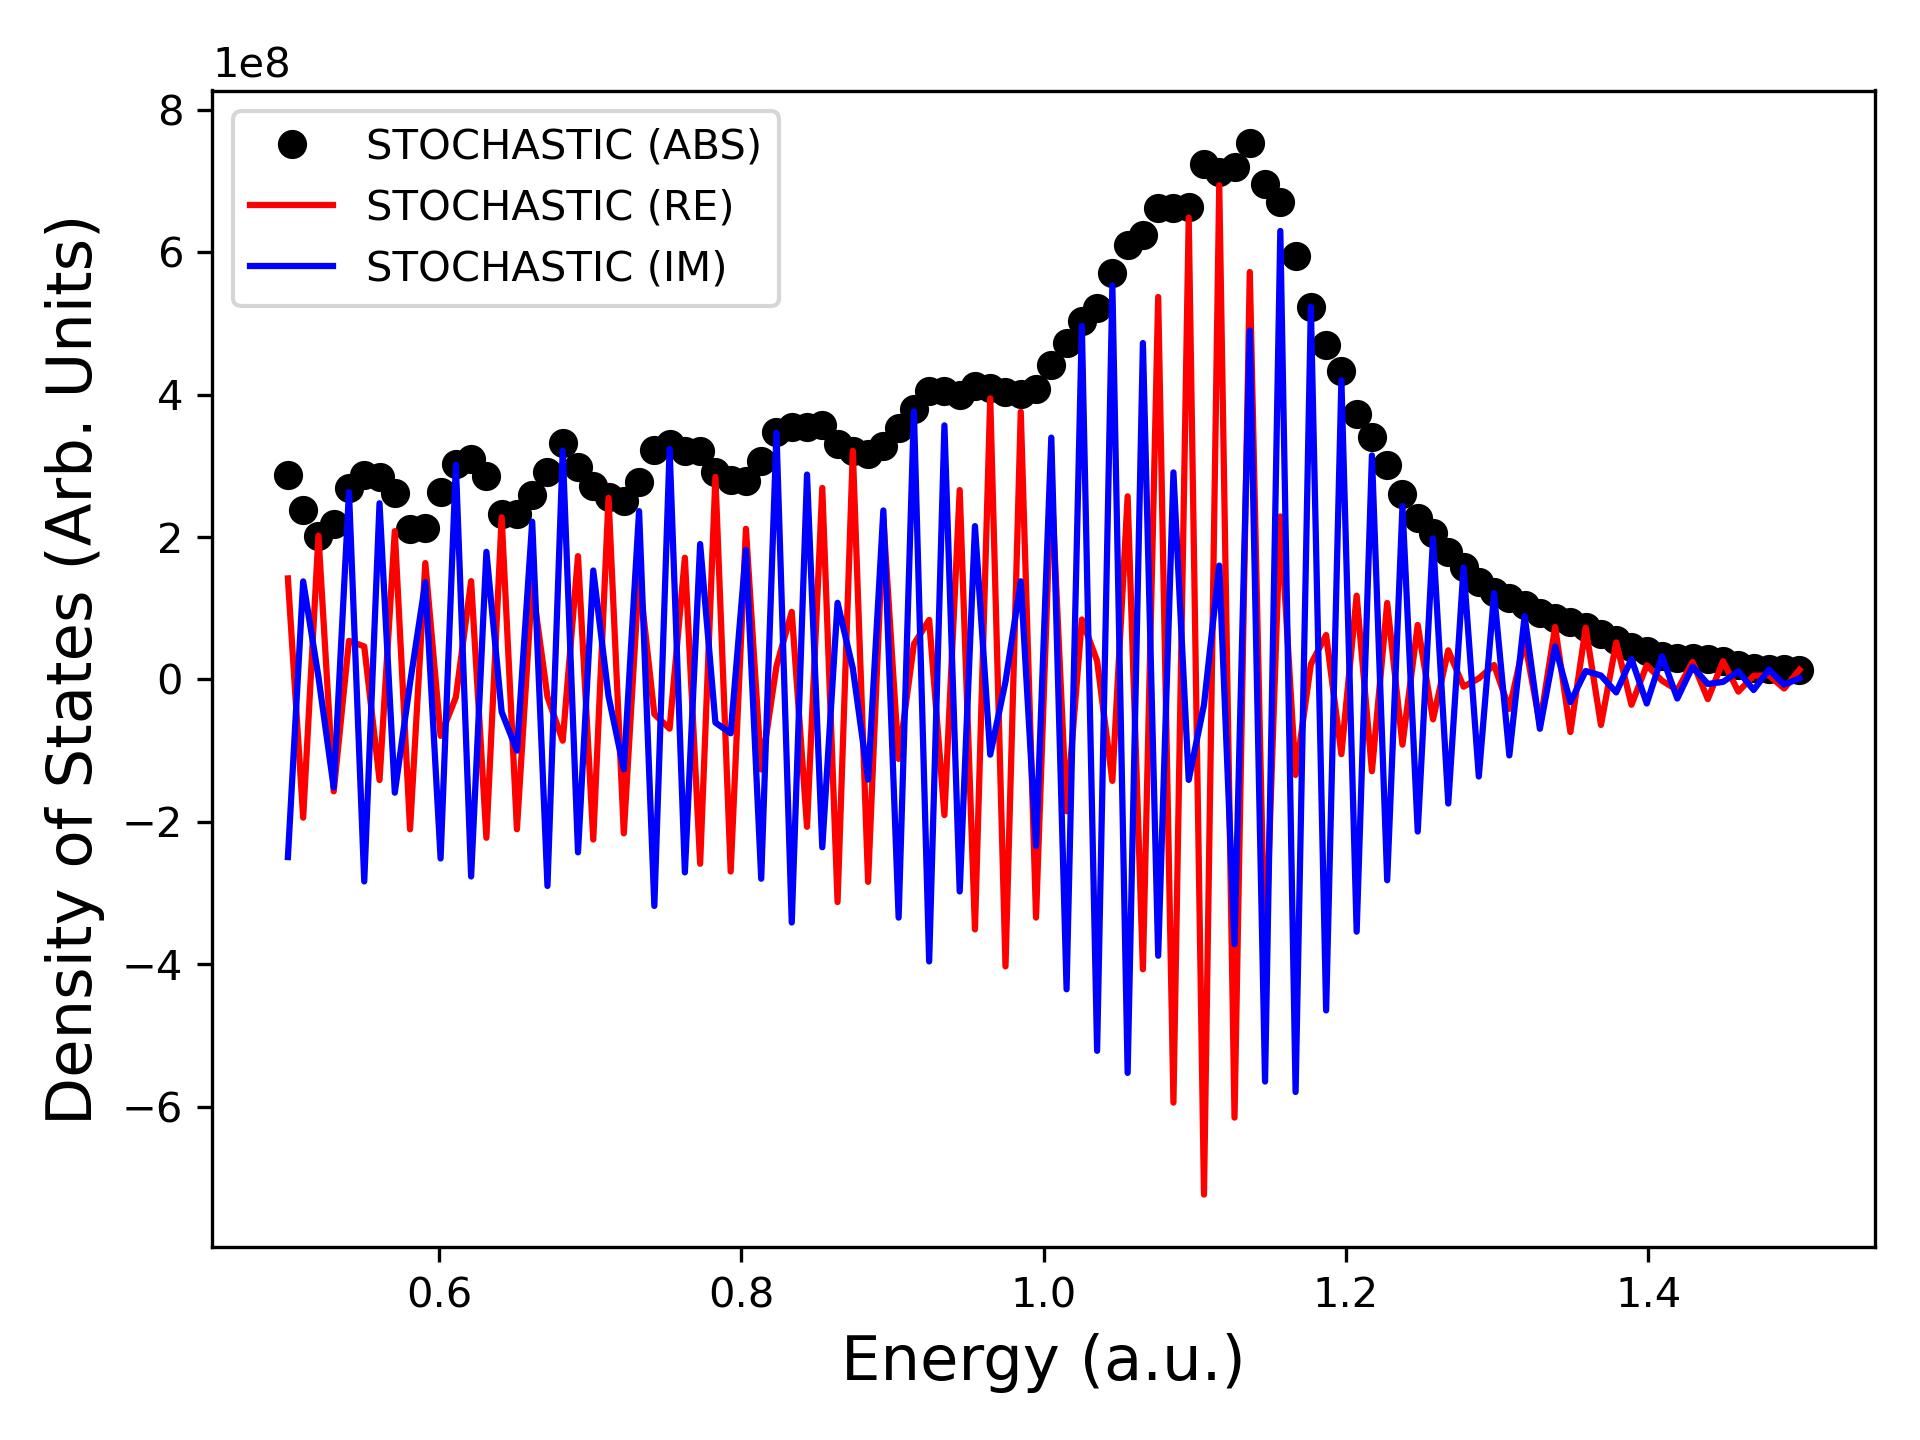 1e8
8
6
4
2
0
−2
−4
−6
Density of States (Arb. Units)
STOCHASTIC (ABS)
STOCHASTIC (RE)
STOCHASTIC (IM)
0.6 0.8 1.0 1.2 1.4
Energy (a.u.)